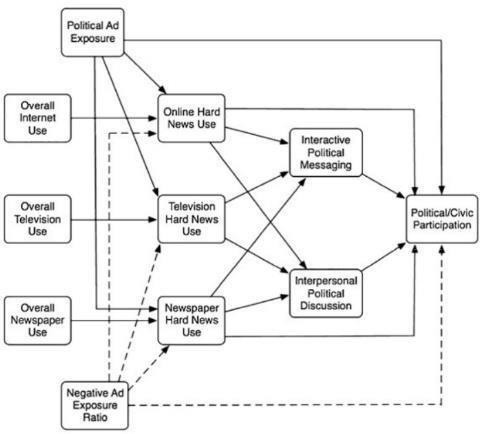 Political Ad
Exposure
Overall
Internet
Use
Online Hard
News Use
Interactive
Political
Messaging
Overall
Television
Use
Television
Hard News
Use
Political/Civic
Participation
Interpersonal
Political
Discussion
Overall
Newspaper
Use
Newspaper
Hard News
Use
Negative Ad
Exposure
Ratio